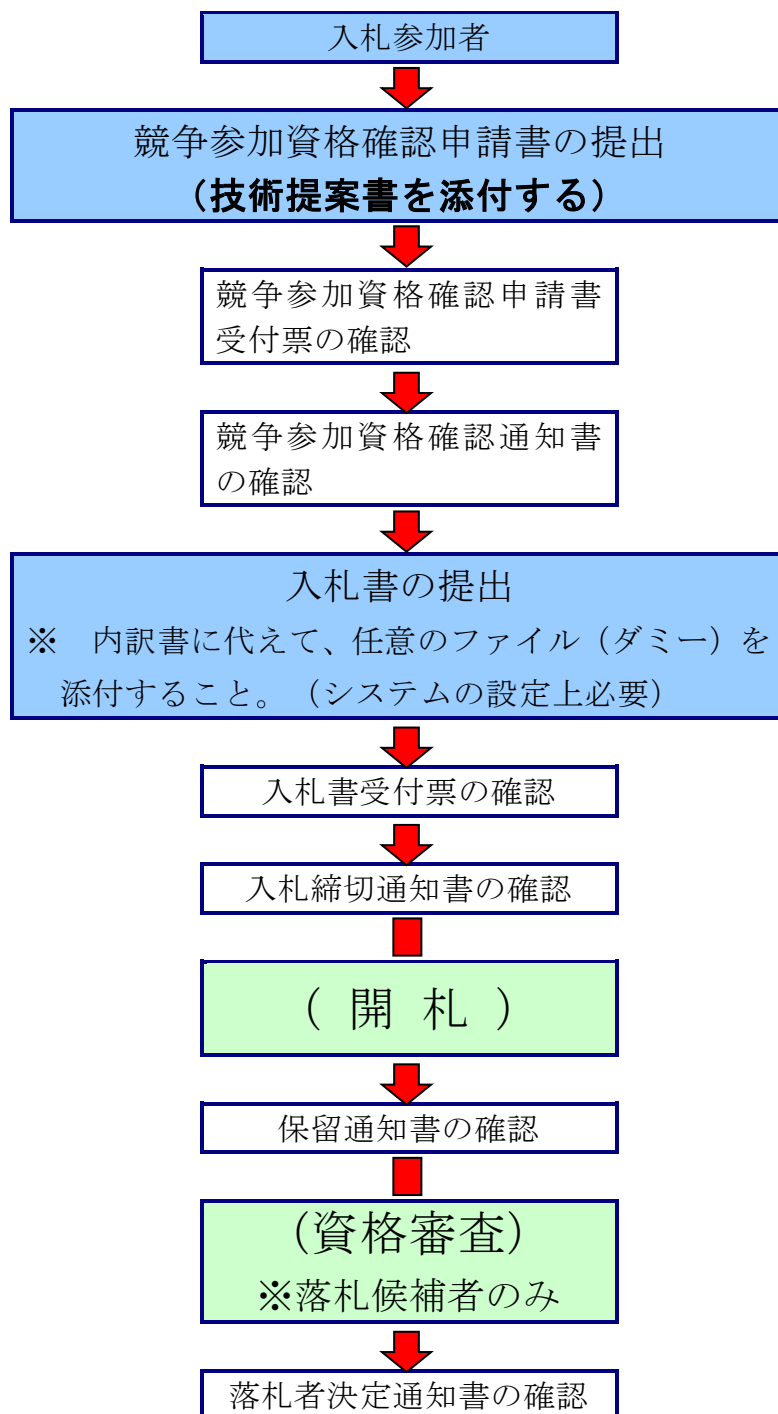 入札参加者
競争参加資格確認申請書の提出
（技術提案書を添付する）
競争参加資格確認申請書
受付票の確認
競争参加資格確認通知書
の確認
入札書の提出
※　内訳書に代えて、任意のファイル（ダミー）を
添付すること。（システムの設定上必要）
入札書受付票の確認
入札締切通知書の確認
（ 開 札 ）
保留通知書の確認
（資格審査）
※落札候補者のみ
落札者決定通知書の確認